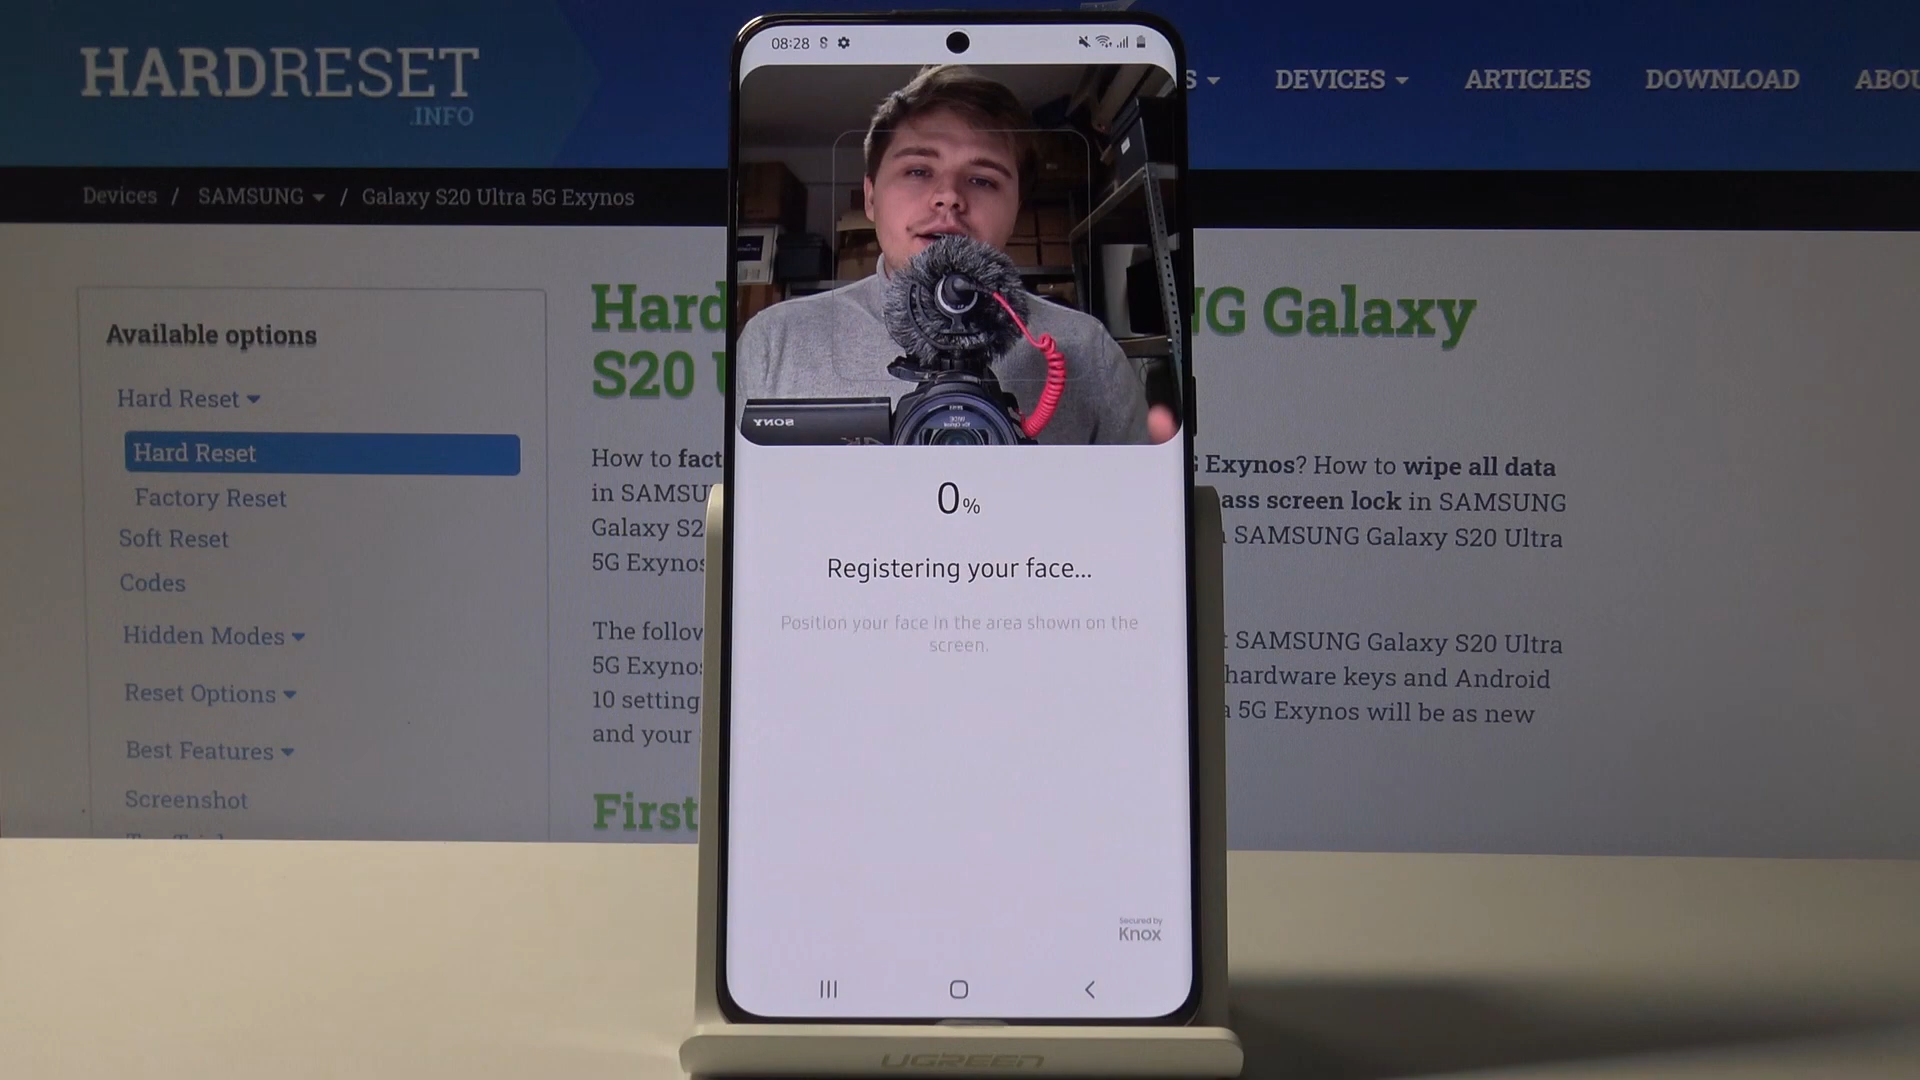 HARDRESET
.INFO
DEVICES
ARTICLES
DOWNLOAD
Devices / SAMSUNG / Galaxy S20 Ultra 5G Exynos
Available options
Hard Reset
Hard Reset
Factory Reset
Soft Reset
Codes
Hidden Modes
Reset Options
Best Features
Screenshot
Hard
G Galaxy
S20
How to fact
Exynos? How to wipe all data
in SAMSU
ass screen lock in SAMSUNG
Galaxy S2
SAMSUNG Galaxy S20 Ultra
5G Exynos
The follow
SAMSUNG Galaxy S20 Ultra
5G Exynos
hardware keys and Android
10 setting
5G Exynos will be as new
and your
First
08:28
SONY
4K
0%
Registering your face...
Position your face in the area shown on the
screen.
Secured by
Knox
UGREEN